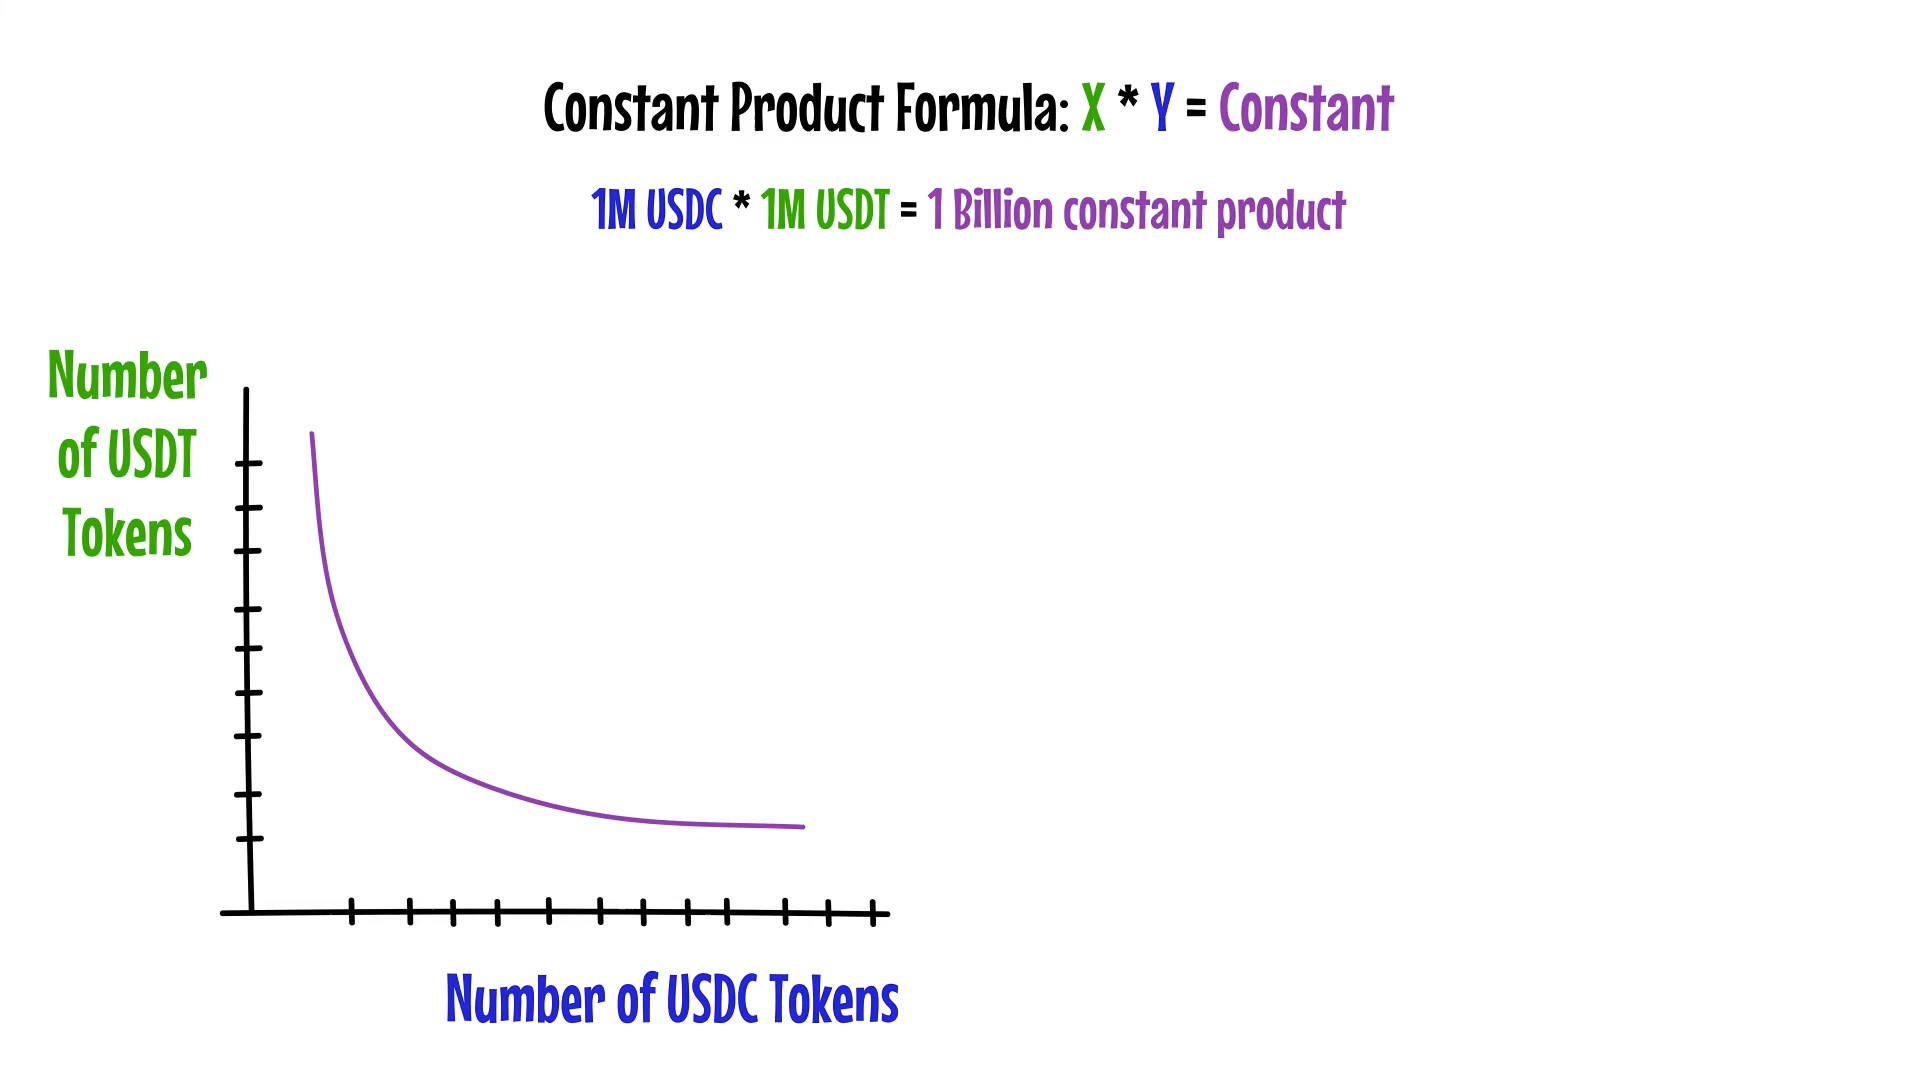 Constant Product Formula: X * Y = Constant
1M USDC * 1M USDT = 1 Billion constant product
Number
of USDT
Tokens
Number of USDC Tokens